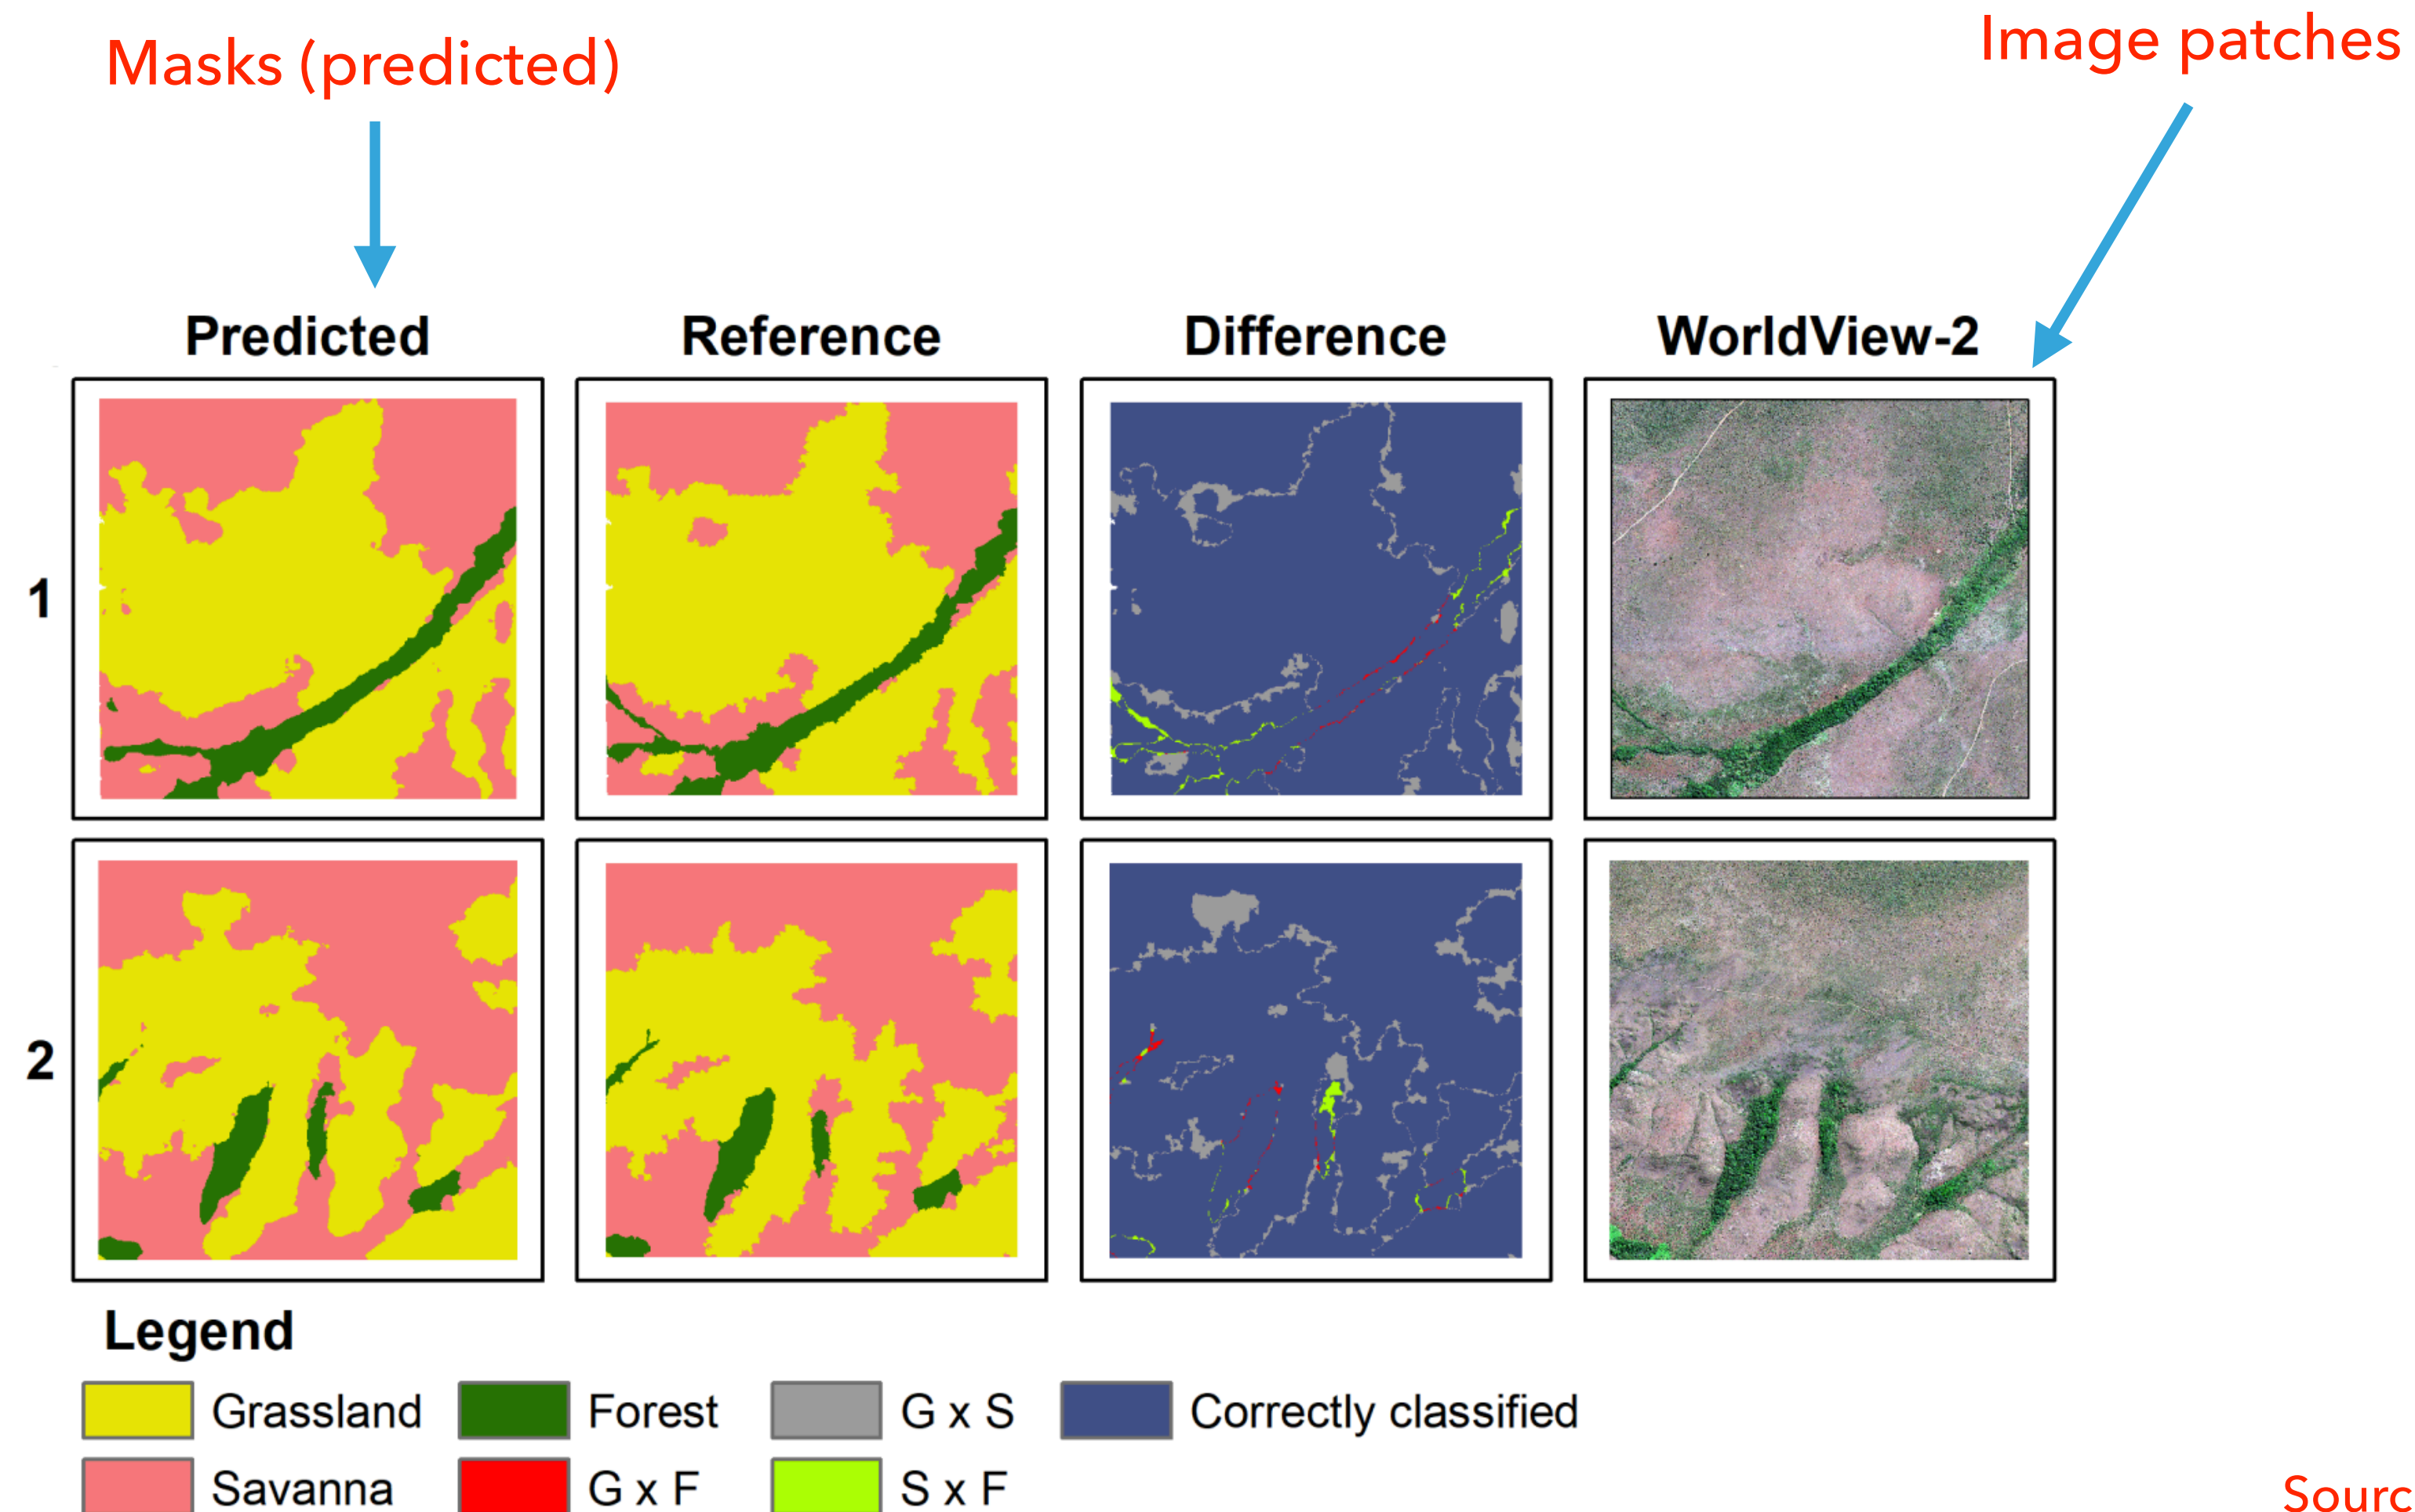 Masks (predicted)
Image patches
Predicted
Reference
Difference
WorldView-2
1
2
Legend
Grassland
Forest
G x S
Correctly classified
Savanna
G x F
S x F
Sourc